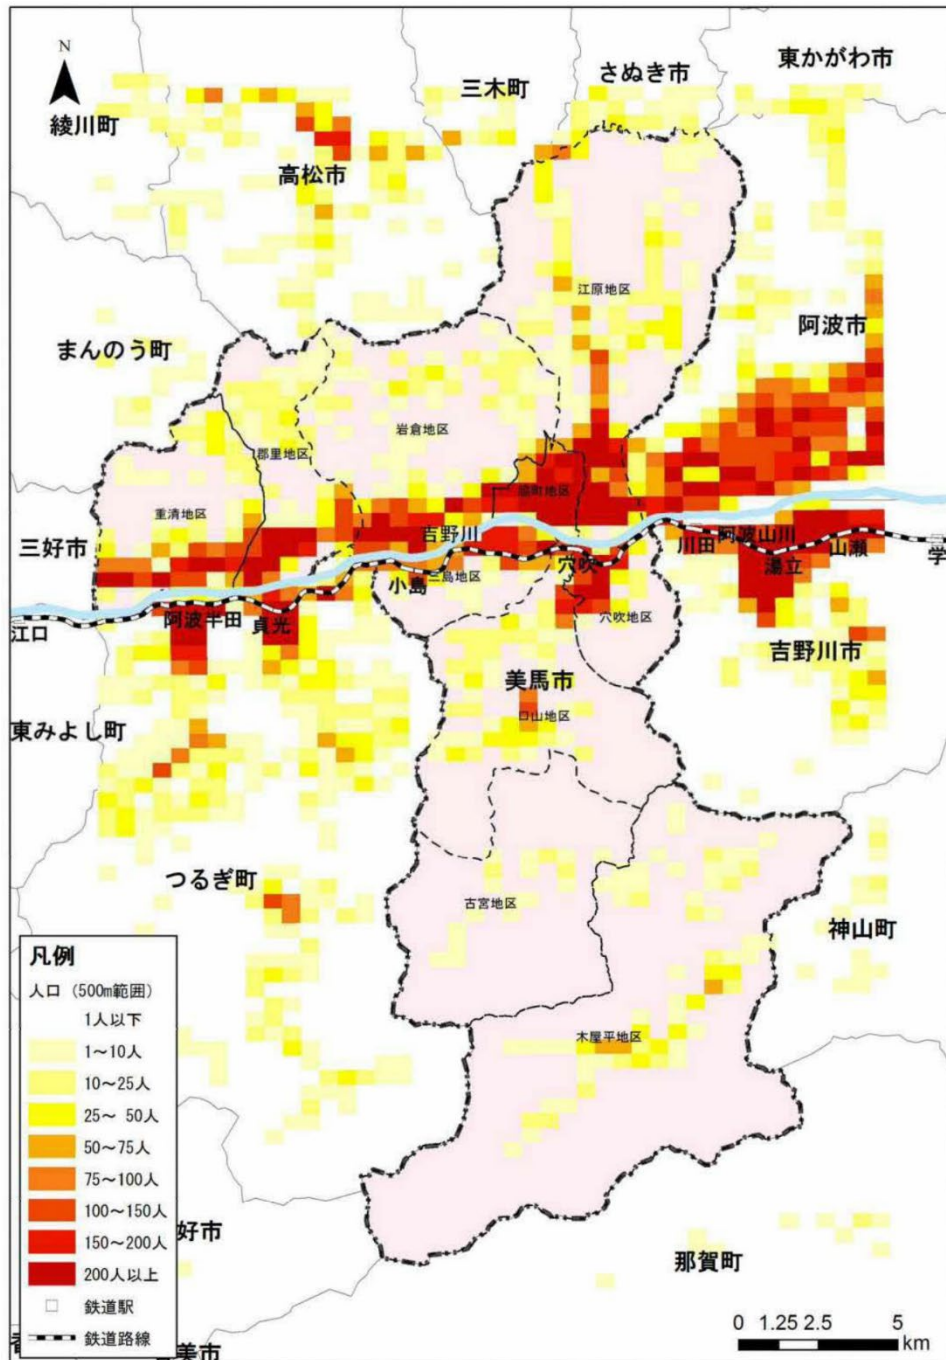 N
東かがわ市
さぬき市
三木町
綾川町
高松市
江原地区
阿波市
まんのう町
岩倉地区
郡里地区
脇町地区
重清地区
三好市
吉野川
川田
阿波山川
山瀬
学
湯立
穴吹
三島地区
小島
穴吹地区
江口
阿波半田
貞光
吉野川市
美馬市
口山地区
東みよし町
つるぎ町
古宮地区
神山町
凡例
人口（500m範囲）
1人以下
1～10人
10～25人
25～ 50人
50～75人
75～100人
100～150人
150～200人
200人以上
鉄道駅
鉄道路線
木屋平地区
好市
那賀町
美市
0 1.25 2.5 5
km